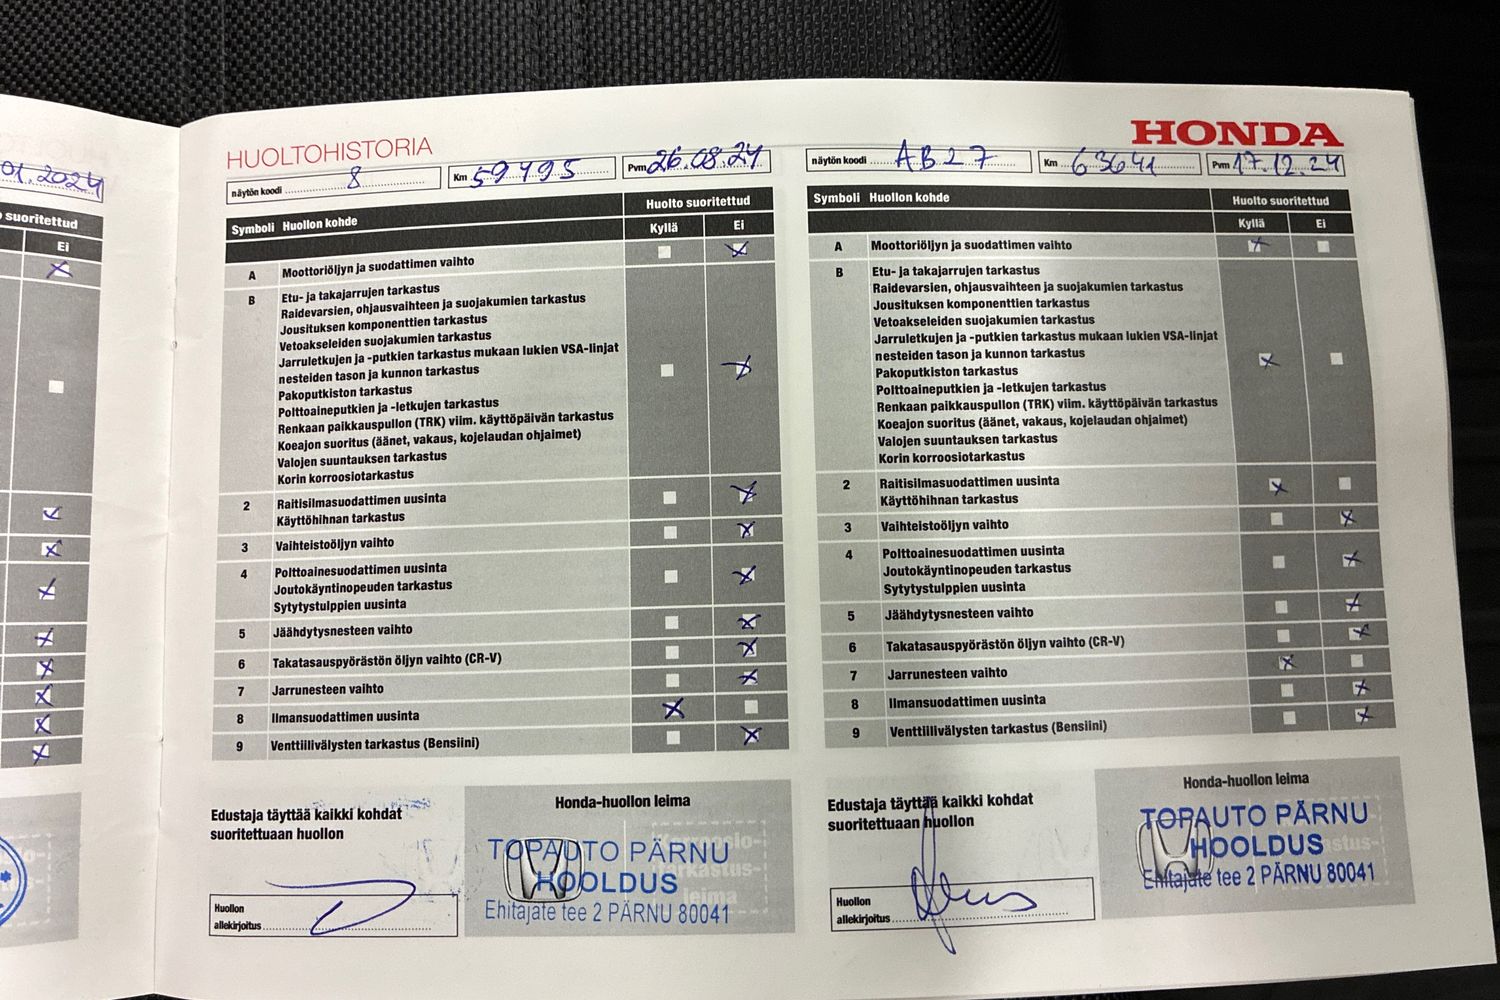 01.2024
suoritettud
Ei
HUOLTOHISTORIA
HONDA
näytön koodi 8 Km 59495 Pvm 26.08.24
Symboli Huollon kohde Huolto suoritettud
Kyllä Ei
A Moottoriöljyn ja suodattimen vaihto
B Etu- ja takajarrujen tarkastus
Raidevarsien, ohjausvaihteen ja suojakumien tarkastus
Jousituksen komponenttien tarkastus
Vetoakseleiden suojakumien tarkastus
Jarruletkujen ja -putkien tarkastus mukaan lukien VSA-linjat
nesteiden tason ja kunnon tarkastus
Pakoputkiston tarkastus
Polttoaineputkien ja -letkujen tarkastus
Renkaan paikkauspullon (TRK) viim. käyttöpäivän tarkastus
Koeajon suoritus (äänet, vakaus, kojelaudan ohjaimet)
Valojen suuntauksen tarkastus
Korin korroosiotarkastus
2 Raitisilmasuodattimen uusinta
Käyttöhihnan tarkastus
3 Vaihteistoöljyn vaihto
4 Polttoainesuodattimen uusinta
Joutokäyntinopeuden tarkastus
Sytytystulppien uusinta
5 Jäähdytysnesteen vaihto
6 Takatasauspyörästön öljyn vaihto (CR-V)
7 Jarrunesteen vaihto
8 Ilmansuodattimen uusinta
9 Venttiilivälysten tarkastus (Bensiini)
Edustaja täyttää kaikki kohdat
suoritettuaan huollon
Honda-huollon leima
TOPAUTO PÄRNU
HOOLDUS
Ehitajate tee 2 PÄRNU 80041
Huollon
allekirjoitus
näytön koodi AB27 Km 63641 Pvm 17.12.24
Symboli Huollon kohde Huolto suoritettud
Kyllä Ei
A Moottoriöljyn ja suodattimen vaihto
B Etu- ja takajarrujen tarkastus
Raidevarsien, ohjausvaihteen ja suojakumien tarkastus
Jousituksen komponenttien tarkastus
Vetoakseleiden suojakumien tarkastus
Jarruletkujen ja -putkien tarkastus mukaan lukien VSA-linjat
nesteiden tason ja kunnon tarkastus
Pakoputkiston tarkastus
Polttoaineputkien ja -letkujen tarkastus
Renkaan paikkauspullon (TRK) viim. käyttöpäivän tarkastus
Koeajon suoritus (äänet, vakaus, kojelaudan ohjaimet)
Valojen suuntauksen tarkastus
Korin korroosiotarkastus
2 Raitisilmasuodattimen uusinta
Käyttöhihnan tarkastus
3 Vaihteistoöljyn vaihto
4 Polttoainesuodattimen uusinta
Joutokäyntinopeuden tarkastus
Sytytystulppien uusinta
5 Jäähdytysnesteen vaihto
6 Takatasauspyörästön öljyn vaihto (CR-V)
7 Jarrunesteen vaihto
8 Ilmansuodattimen uusinta
9 Venttiilivälysten tarkastus (Bensiini)
Edustaja täyttää kaikki kohdat
suoritettuaan huollon
Honda-huollon leima
TOPAUTO PÄRNU
HOOLDUS
Ehitajate tee 2 PÄRNU 80041
Huollon
allekirjoitus